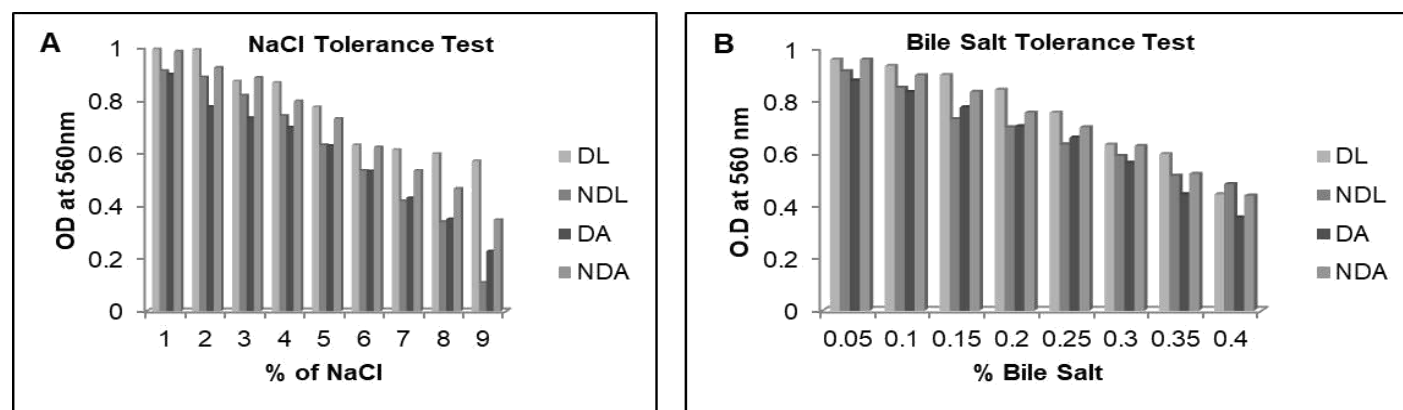 A
NaCl Tolerance Test
OD at 560nm
1
0.8
0.6
0.4
0.2
0
1 2 3 4 5 6 7 8 9
% of NaCl
DL
NDL
DA
NDA
B
Bile Salt Tolerance Test
O.D at 560 nm
1
0.8
0.6
0.4
0.2
0
0.05 0.1 0.15 0.2 0.25 0.3 0.35 0.4
% Bile Salt
DL
NDL
DA
NDA